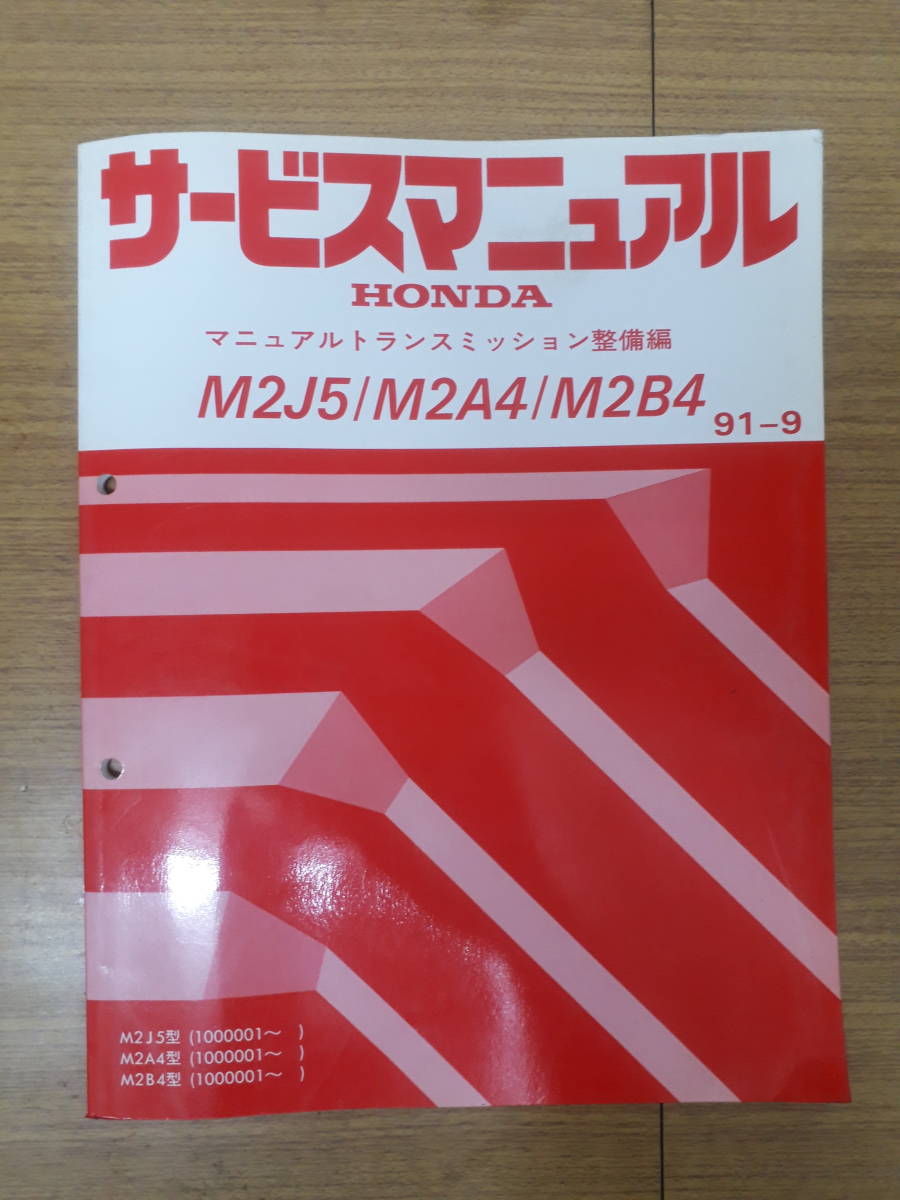 サービスマニュアル
HONDA
マニュアルトランスミッション整備編
M2J5/M2A4/M2B4 91-9
M2J5型 (1000001～ )
M2A4型 (1000001～ )
M2B4型 (1000001～ )